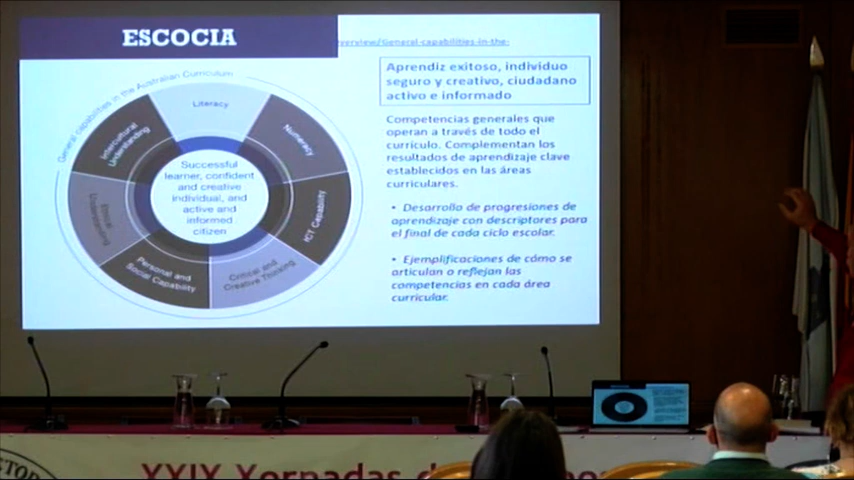 ESCOCIA
verview/General-capabilities-in-the-
General capabilities in the Australian Curriculum
Literacy
Numeracy
ICT Capability
Critical and
Creative Thinking
Personal and
Social Capability
Ethical
Understanding
Intercultural
Understanding
Successful
learner, confident
and creative
individual, and
active and
informed
citizen
Aprendiz exitoso, individuo
seguro y creativo, ciudadano
activo e informado
Competencias generales que
operan a través de todo el
currículo. Complementan los
resultados de aprendizaje clave
establecidos en las áreas
curriculares.
• Desarrollo de progresiones de
aprendizaje con descriptores para
el final de cada ciclo escolar.
• Ejemplificaciones de cómo se
articulan o reflejan las
competencias en cada área
curricular.
XXIX Xornadas d